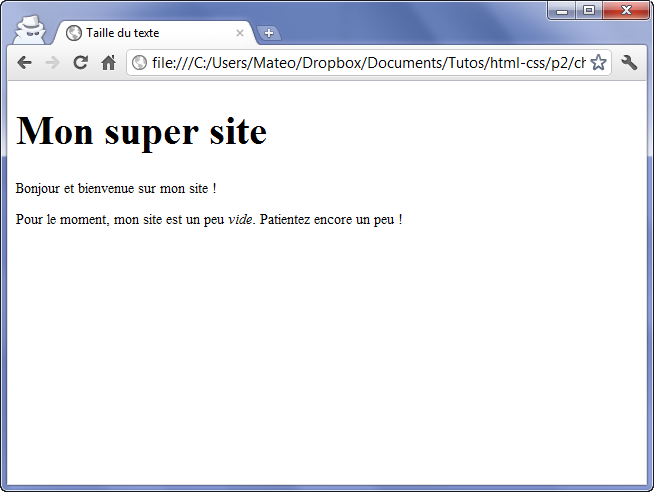 Taille du texte
file:///C:/Users/Mateo/Dropbox/Documents/Tutos/html-css/p2/ch
Mon super site
Bonjour et bienvenue sur mon site !
Pour le moment, mon site est un peu vide. Patientez encore un peu !